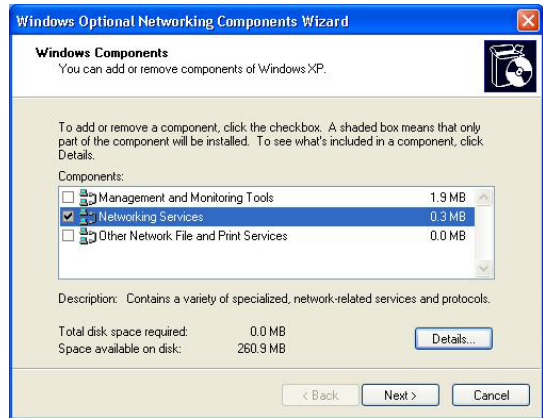 Windows Optional Networking Components Wizard
Windows Components
You can add or remove components of Windows XP.
To add or remove a component, click the checkbox. A shaded box means that only
part of the component will be installed. To see what's included in a component, click
Details.
Components:
Management and Monitoring Tools 1.9 MB
Networking Services 0.3 MB
Other Network File and Print Services 0.0 MB
Description: Contains a variety of specialized, network-related services and protocols.
Total disk space required: 0.0 MB
Space available on disk: 260.9 MB
Details...
< Back Next > Cancel